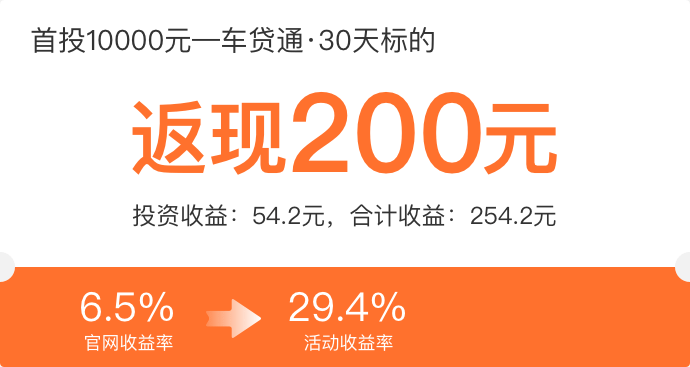 首投10000元—车贷通·30天标的
返现200元
投资收益：54.2元，合计收益：254.2元
6.5% 29.4%
官网收益率 活动收益率